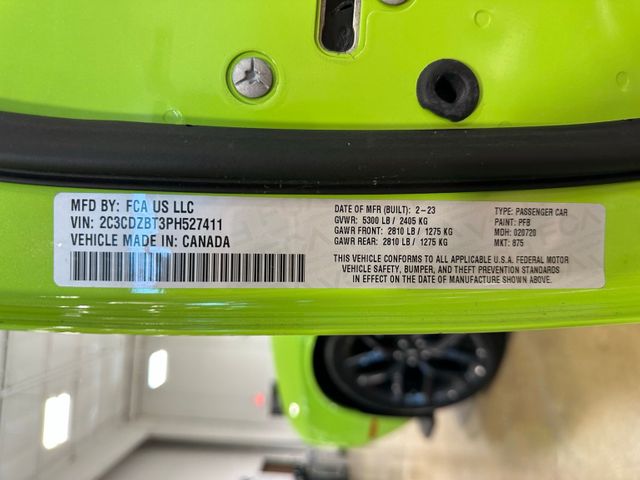 MFD BY: FCA US LLC
VIN: 2C3CDZBT3PH527411
VEHICLE MADE IN: CANADA
DATE OF MFR (BUILT): 2-23
GVWR: 5300 LB / 2405 KG
GAWR FRONT: 2810 LB / 1275 KG
GAWR REAR: 2810 LB / 1275 KG
TYPE: PASSENGER CAR
PAINT: PFB
MDH: 020720
MKT: 875
THIS VEHICLE CONFORMS TO ALL APPLICABLE U.S.A. FEDERAL MOTOR
VEHICLE SAFETY, BUMPER, AND THEFT PREVENTION STANDARDS
IN EFFECT ON THE DATE OF MANUFACTURE SHOWN ABOVE.